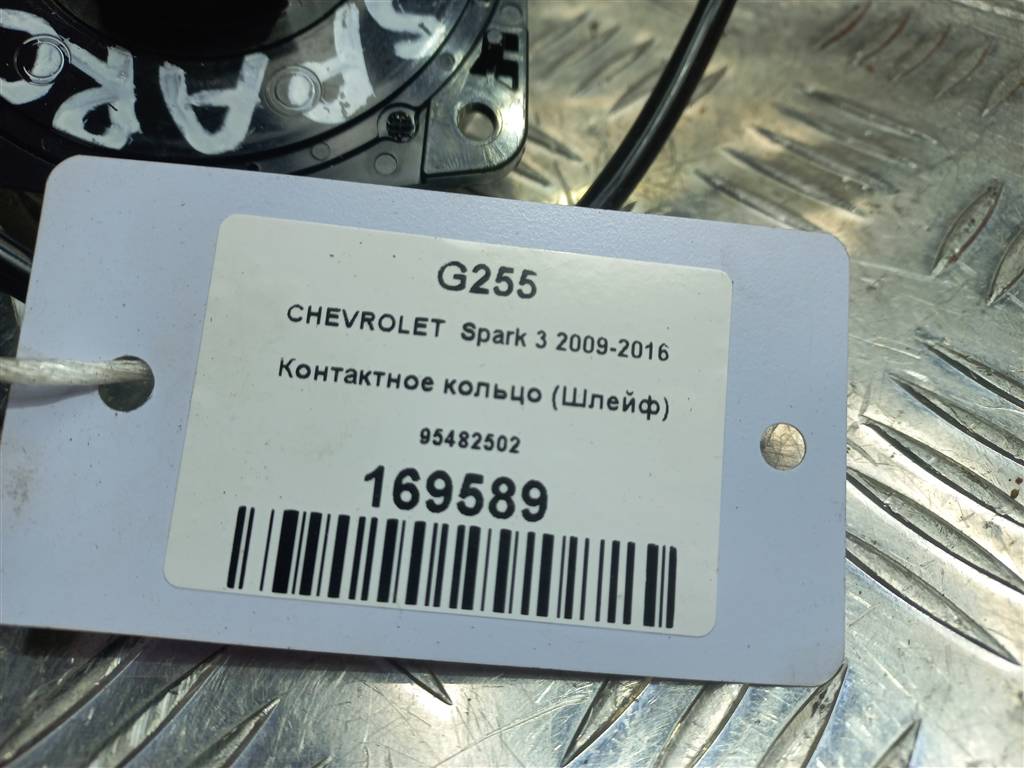 G255
CHEVROLET Spark 3 2009-2016
Контактное кольцо (Шлейф)
95482502
169589